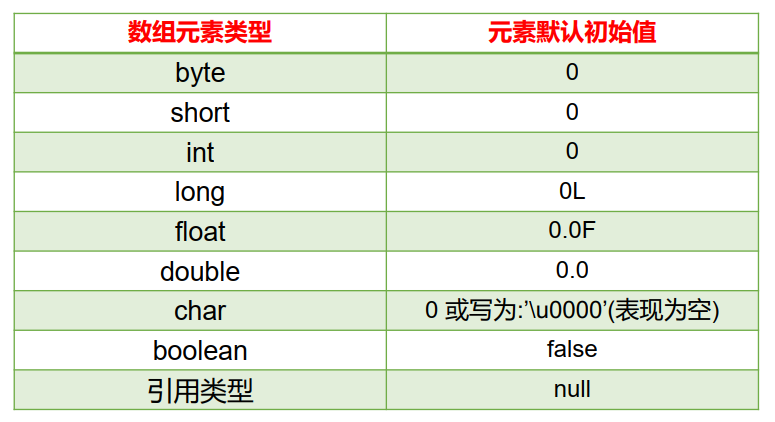 数组元素类型 元素默认初始值
byte 0
short 0
int 0
long 0L
float 0.0F
double 0.0
char 0 或写为:’\u0000’(表现为空)
boolean false
引用类型 null